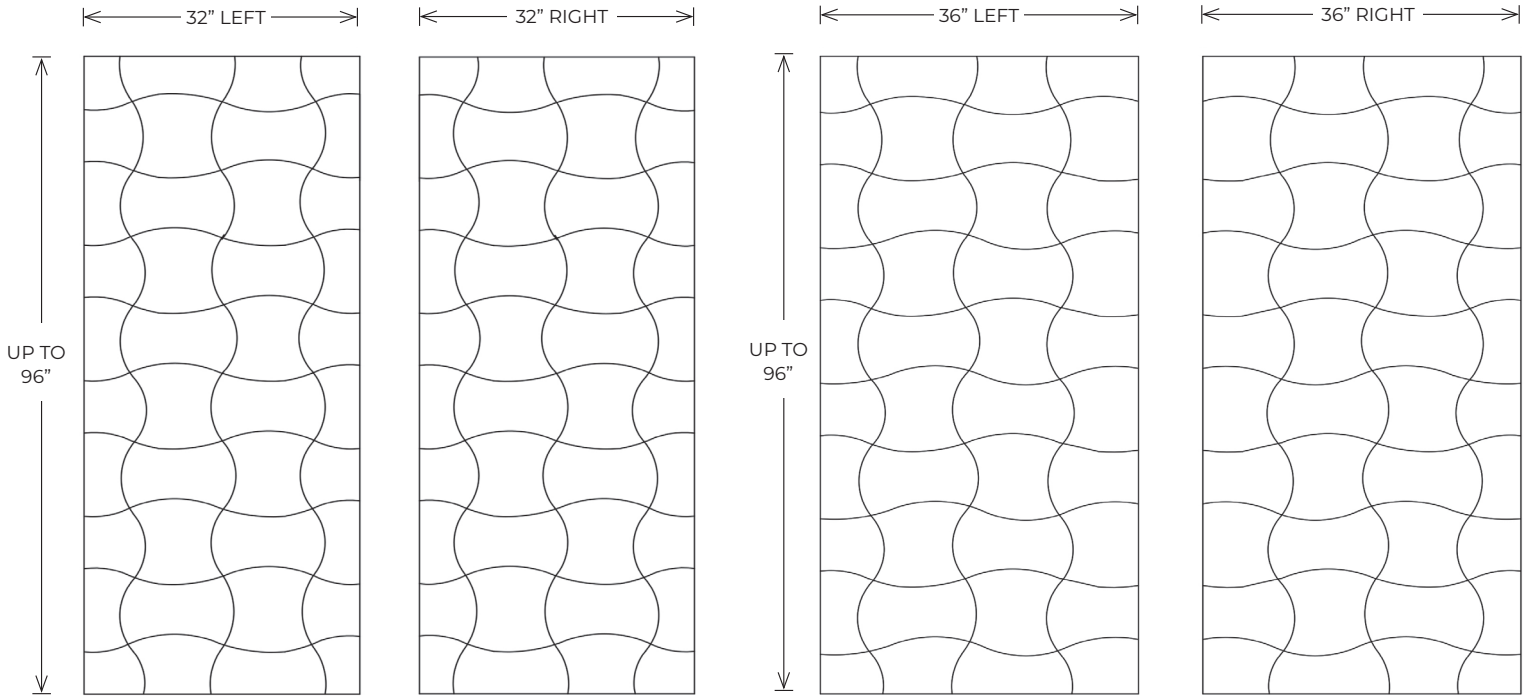 32” LEFT
32” RIGHT
36” LEFT
36” RIGHT
UP TO
96”
UP TO
96”